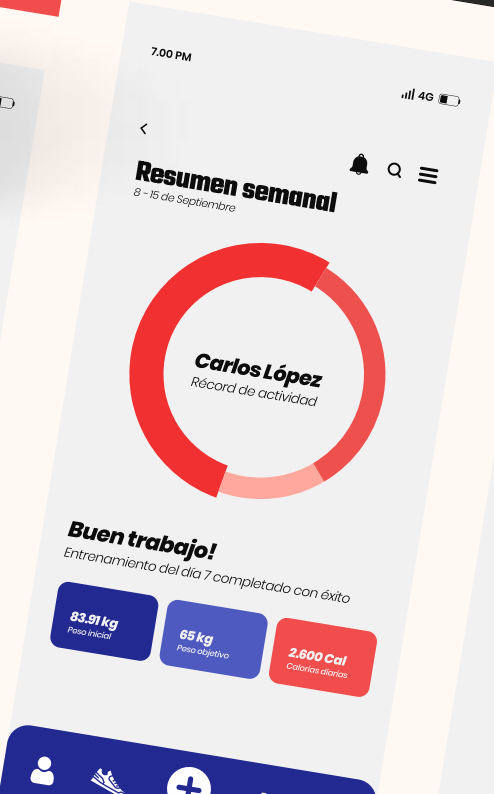 7.00 PM
4G
Resumen semanal
8 - 15 de Septiembre
Carlos López
Récord de actividad
Buen trabajo!
Entrenamiento del día 7 completado con éxito
83.91 kg
Peso inicial
65 kg
Peso objetivo
2.600 Cal
Calorías diarias